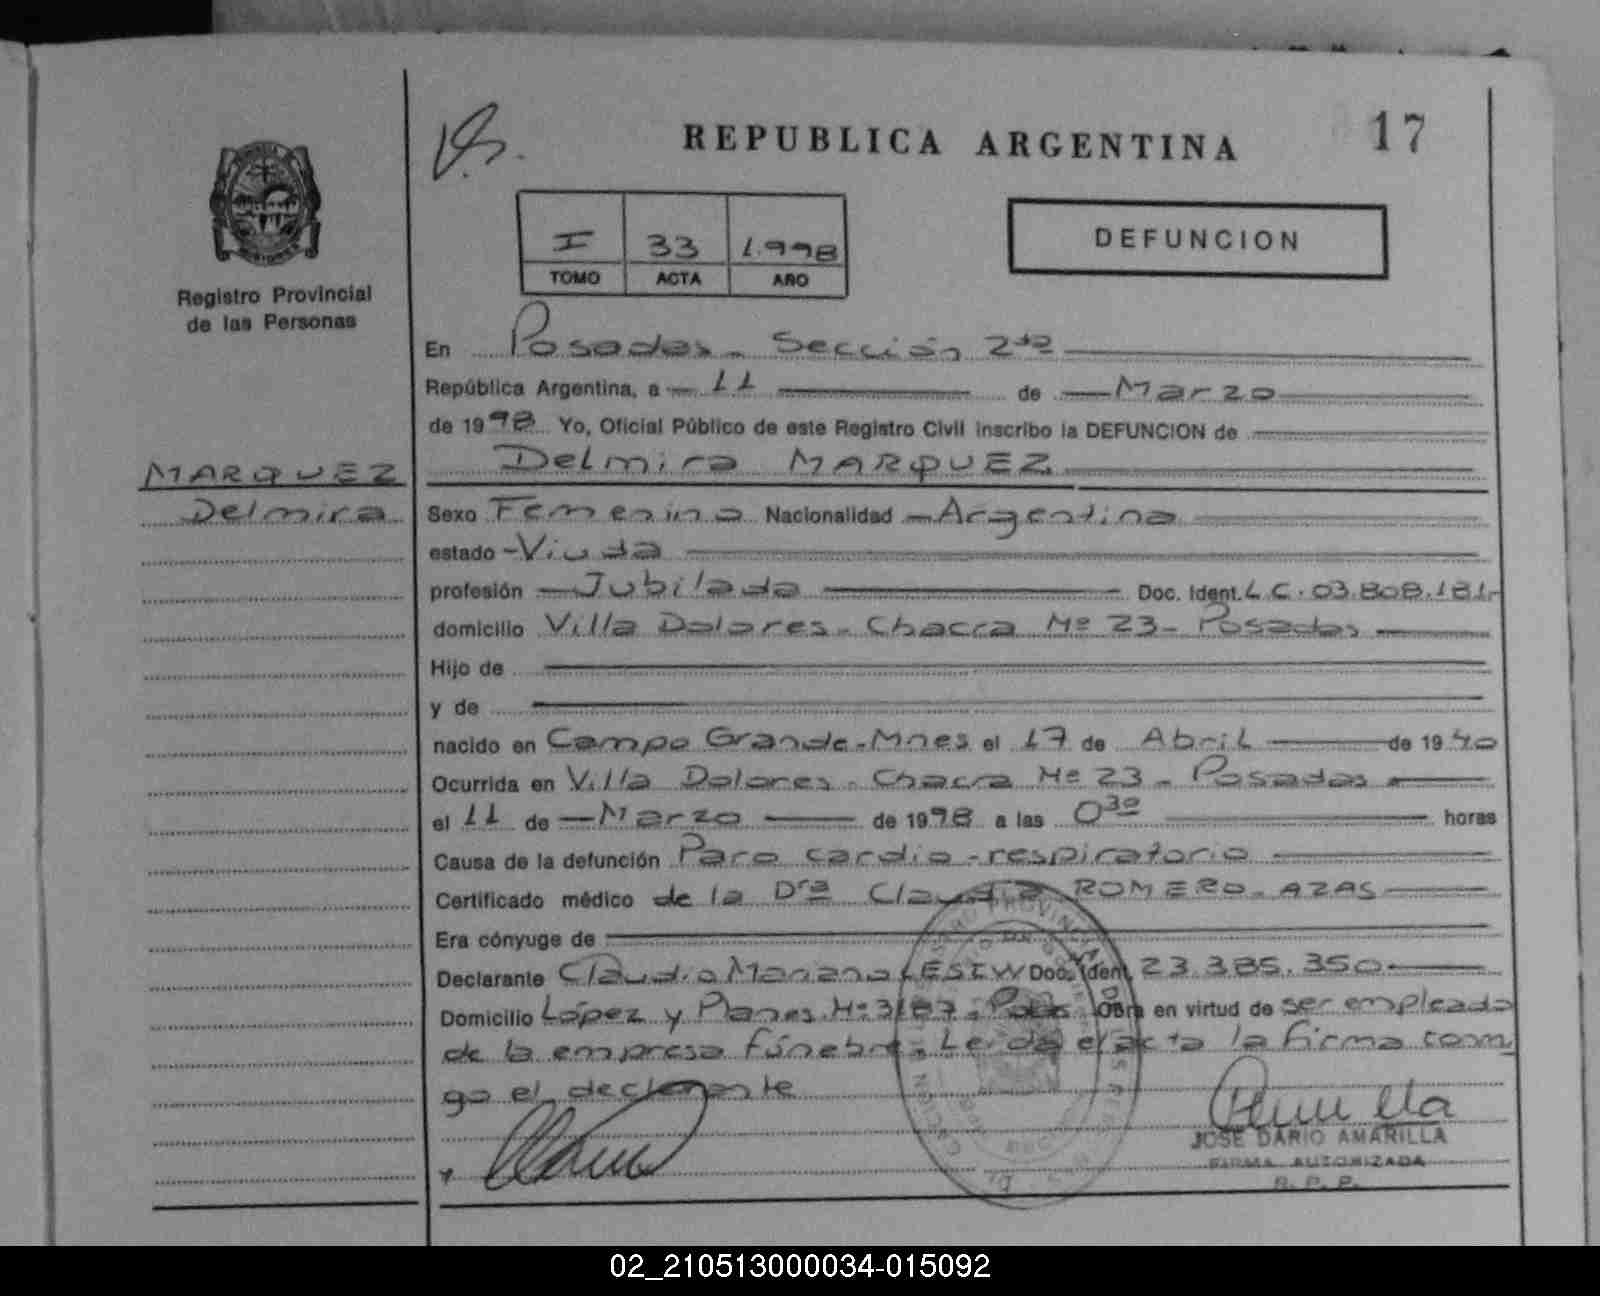 REPUBLICA ARGENTINA
17
Registro Provincial
de las Personas
I 33 1.998
TOMO ACTA AÑO
DEFUNCION
MARQUEZ
Delmira
En Posadas - Sección 2da
República Argentina, a 11 de Marzo
de 1998 Yo, Oficial Público de este Registro Civil inscribo la DEFUNCION de
Delmira MARQUEZ
Sexo Femenino Nacionalidad Argentina
estado Viuda
profesión Jubilada Doc. Ident. L.C. 03.808.181
domicilio Villa Dolores - Chacra Nº 23 - Posadas
Hijo de
y de
nacido en Campo Grande - Mnes el 17 de Abril de 1940
Ocurrida en Villa Dolores - Chacra Nº 23 - Posadas
el 11 de Marzo de 1998 a las 03º horas
Causa de la defunción Paro cardio-respiratorio
Certificado médico de la Dra Claudia ROMERO - AZAS
Era cónyuge de
Declarante Claudio Mariano LESIW Doc. Ident. 23.385.350
Domicilio López y Planes Nº 3187 - Pdas Obra en virtud de ser empleado
de la empresa fúnebre. Leída el acta la firma conmi
go el declarante
JOSE DARIO AMARILLA
FIRMA AUTORIZADA
R. P. P.
02_210513000034-015092